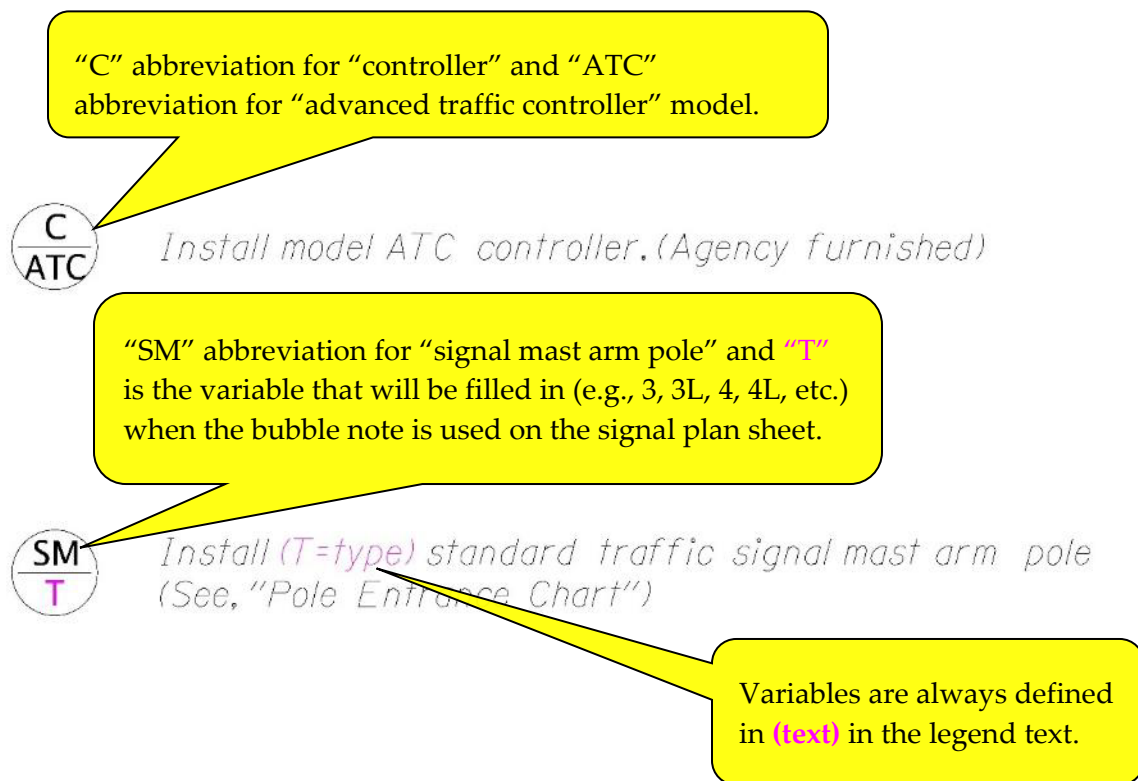 “C” abbreviation for “controller” and “ATC”
abbreviation for “advanced traffic controller” model.
C
ATC
Install model ATC controller.(Agency furnished)
“SM” abbreviation for “signal mast arm pole” and “T”
is the variable that will be filled in (e.g., 3, 3L, 4, 4L, etc.)
when the bubble note is used on the signal plan sheet.
SM
T
Install (T=type) standard traffic signal mast arm pole
(See, "Pole Entrance Chart")
Variables are always defined
in (text) in the legend text.